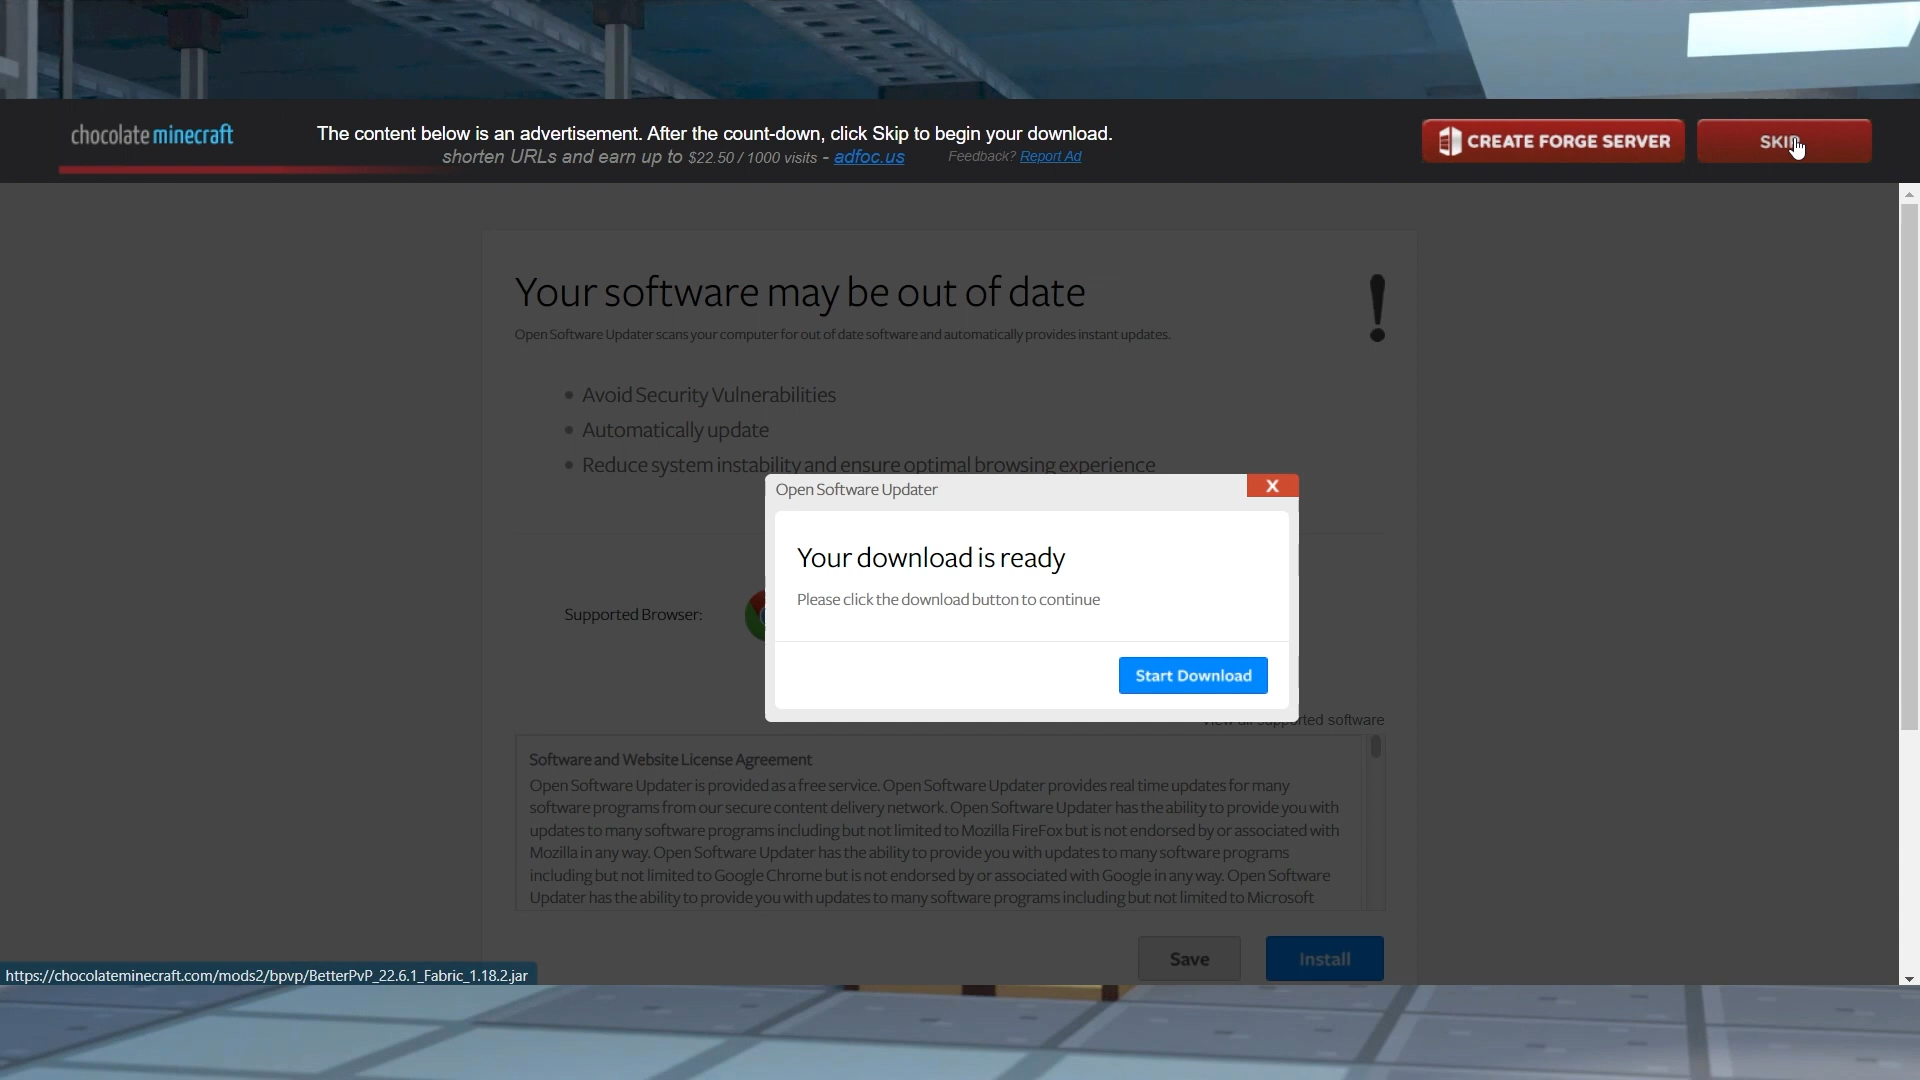 chocolate minecraft
The content below is an advertisement. After the count-down, click Skip to begin your download.
shorten URLs and earn up to $22.50 / 1000 visits - adfoc.us
Feedback? Report Ad
CREATE FORGE SERVER
SKIP
Your software may be out of date
Open Software Updater scans your computer for out of date software and automatically provides instant updates.
Avoid Security Vulnerabilities
Automatically update
Reduce system instability and ensure optimal browsing experience
Open Software Updater
X
Your download is ready
Please click the download button to continue
Supported Browser:
Start Download
View all supported software
Software and Website License Agreement
Open Software Updater is provided as a free service. Open Software Updater provides real time updates for many
software programs from our secure content delivery network. Open Software Updater has the ability to provide you with
updates to many software programs including but not limited to Mozilla FireFox but is not endorsed by or associated with
Mozilla in any way. Open Software Updater has the ability to provide you with updates to many software programs
including but not limited to Google Chrome but is not endorsed by or associated with Google in any way. Open Software
Updater has the ability to provide you with updates to many software programs including but not limited to Microsoft
Save
Install
https://chocolateminecraft.com/mods2/bpvp/BetterPvP_22.6.1_Fabric_1.18.2.jar